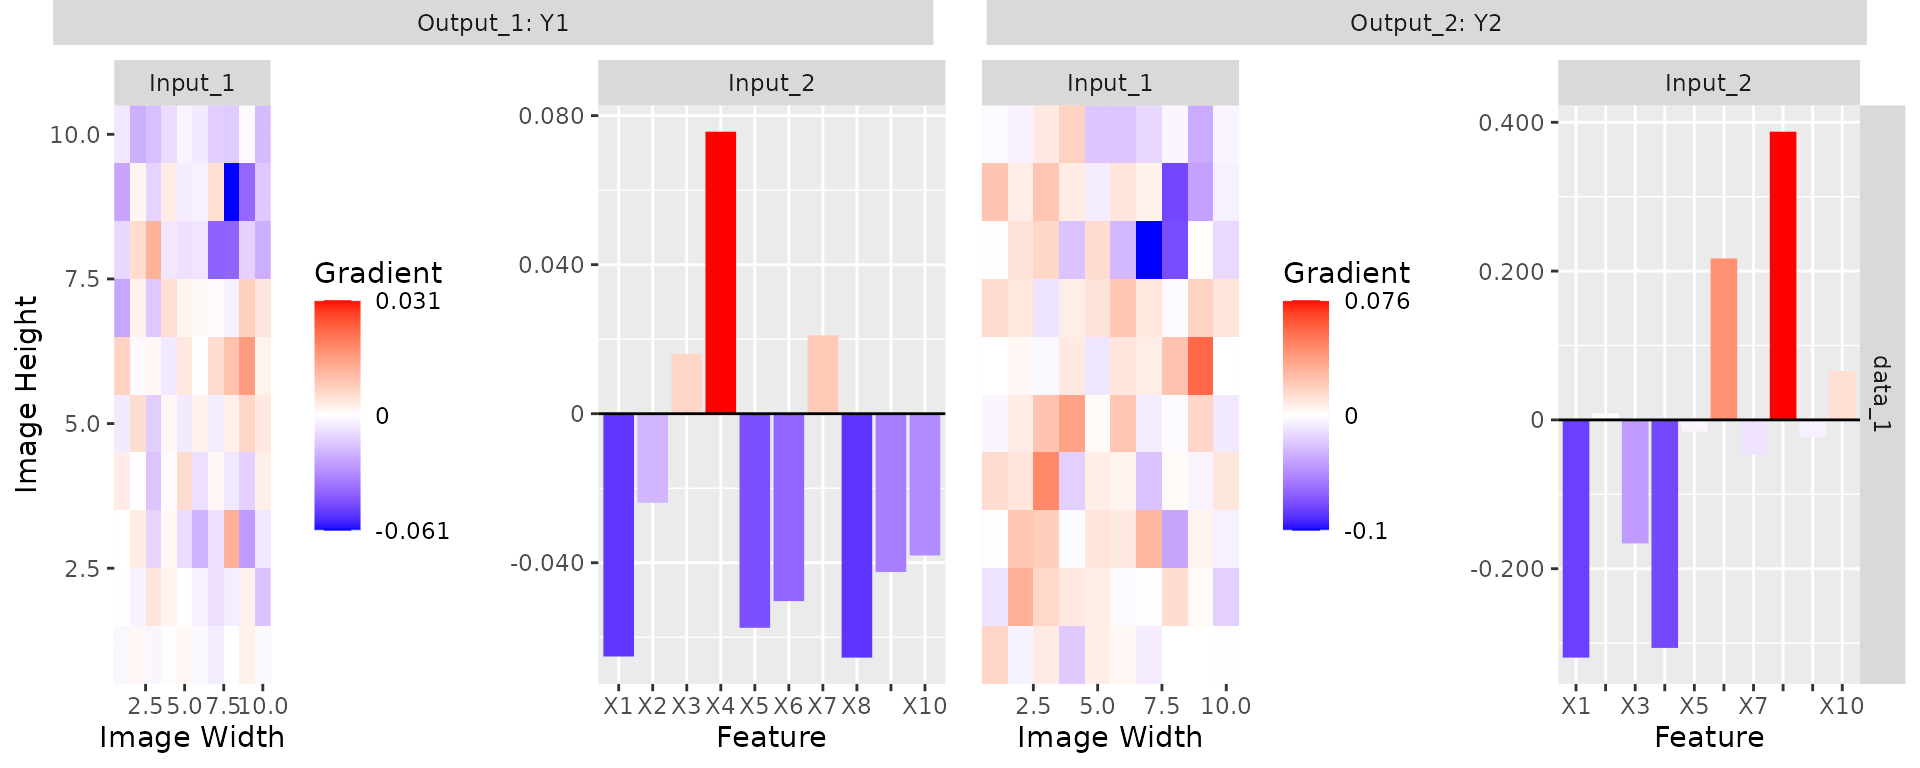 Output_1: Y1
Output_2: Y2
Input_1
Input_2
Input_1
Input_2
10.0
7.5
5.0
2.5
Image Height
2.5 5.0 7.5 10.0
Image Width
Gradient
0.031
0
-0.061
0.080
0.040
0
-0.040
X1 X2 X3 X4 X5 X6 X7 X8 X10
Feature
2.5 5.0 7.5 10.0
Image Width
Gradient
0.076
0
-0.1
0.400
0.200
0
-0.200
X1 X3 X5 X7 X10
Feature
data_1